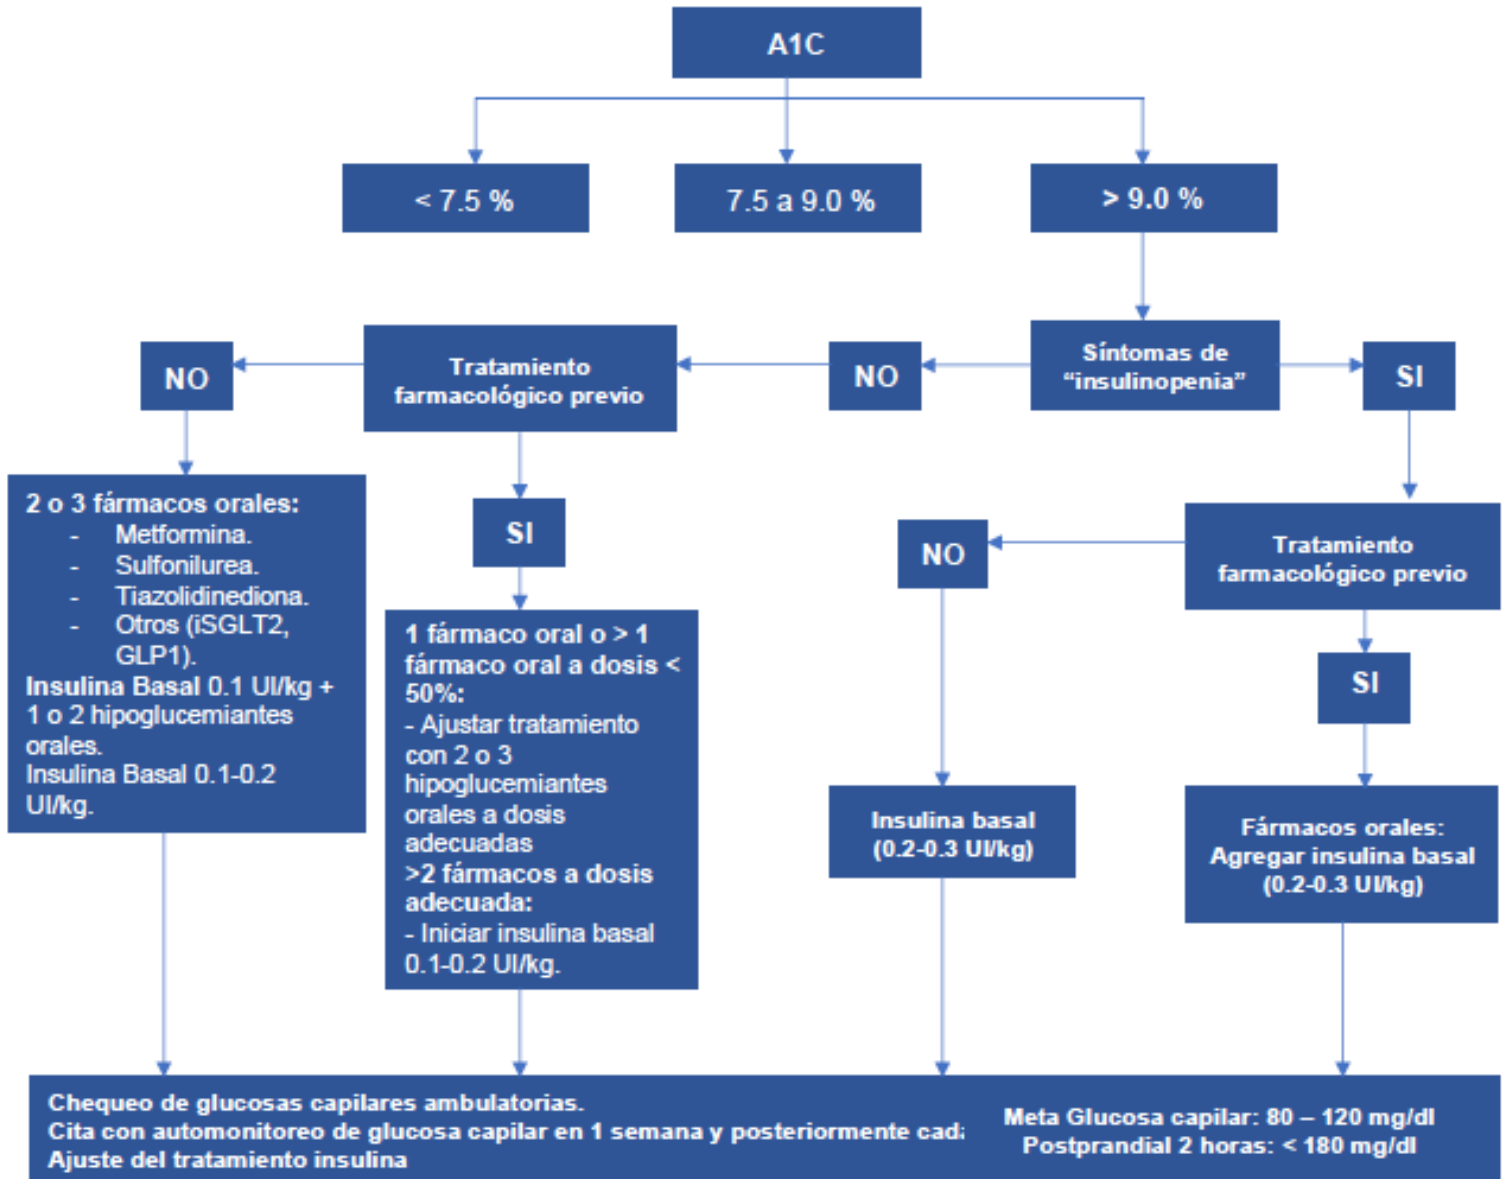 A1C
< 7.5 %
7.5 a 9.0 %
> 9.0 %
NO
Tratamiento
farmacológico previo
NO
Síntomas de
“insulinopenia”
SI
2 o 3 fármacos orales:
- Metformina.
- Sulfonilurea.
- Tiazolidinediona.
- Otros (iSGLT2,
GLP1).
Insulina Basal 0.1 UI/kg +
1 o 2 hipoglucemiantes
orales.
Insulina Basal 0.1-0.2
UI/kg.
SI
1 fármaco oral o > 1
fármaco oral a dosis <
50%:
- Ajustar tratamiento
con 2 o 3
hipoglucemiantes
orales a dosis
adecuadas
>2 fármacos a dosis
adecuada:
- Iniciar insulina basal
0.1-0.2 UI/kg.
NO
Tratamiento
farmacológico previo
SI
Insulina basal
(0.2-0.3 UI/kg)
Fármacos orales:
Agregar insulina basal
(0.2-0.3 UI/kg)
Chequeo de glucosas capilares ambulatorias.
Cita con automonitoreo de glucosa capilar en 1 semana y posteriormente
Ajuste del tratamiento insulina
Meta Glucosa capilar: 80 – 120 mg/dl
Postprandial 2 horas: < 180 mg/dl